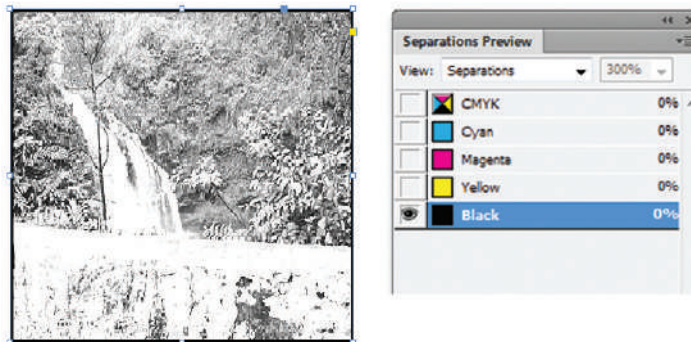 Separations Preview
View: Separations 300%
CMYK 0%
Cyan 0%
Magenta 0%
Yellow 0%
Black 0%